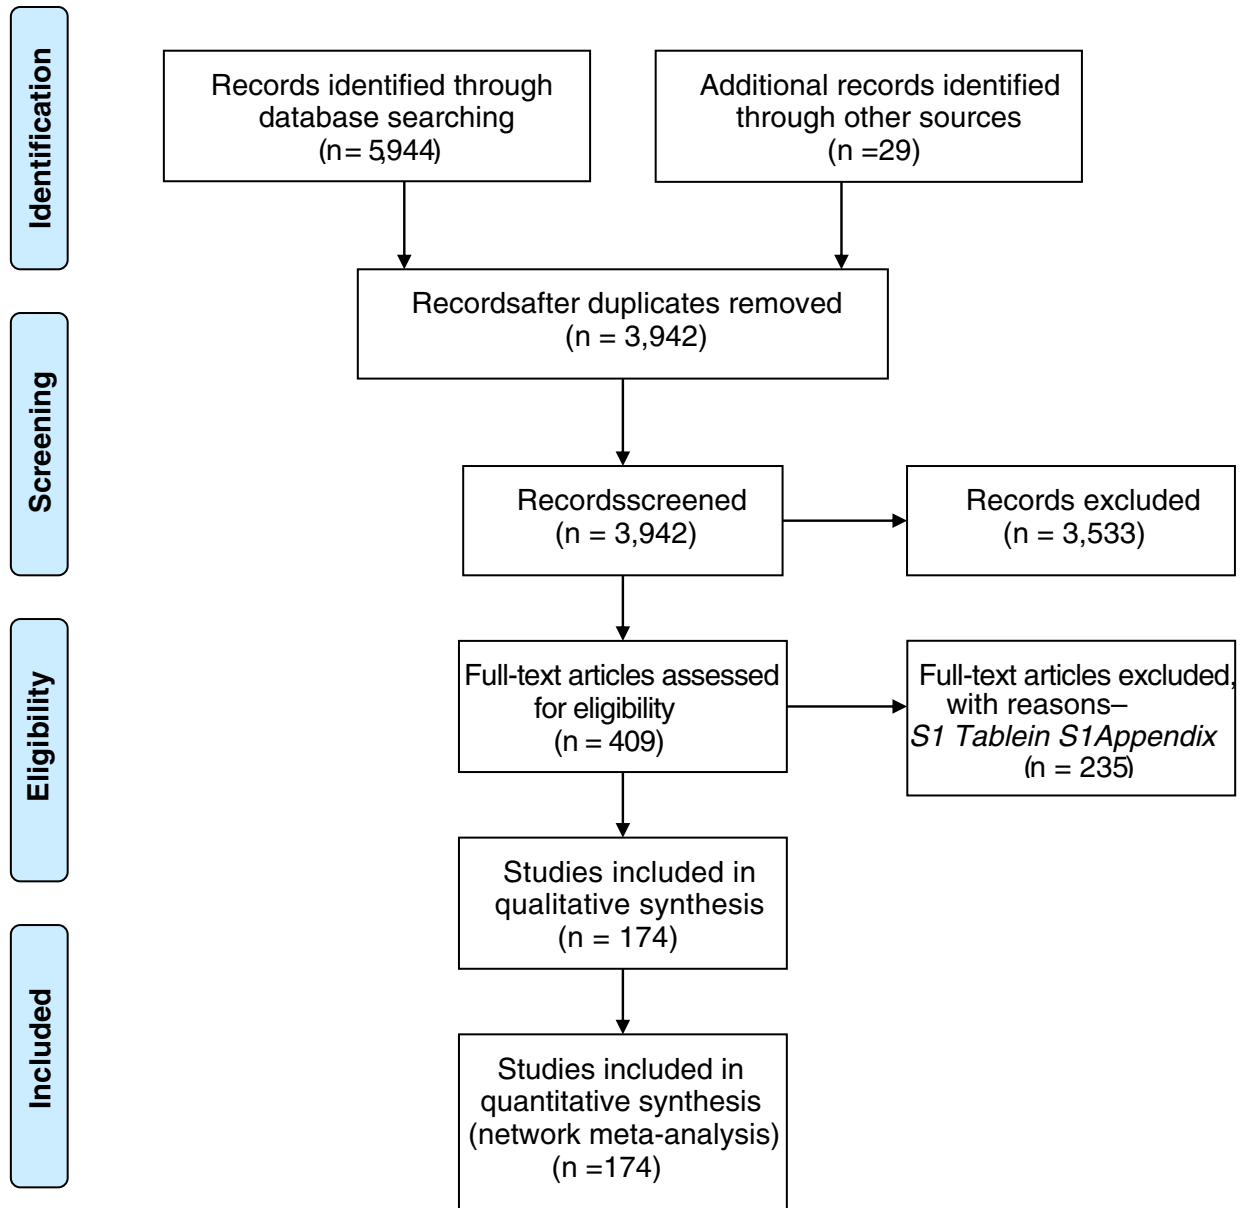 Identification
Records identified through
database searching
(n= 5,944)
Additional records identified
through other sources
(n =29)
Recordsafter duplicates removed
(n = 3,942)
Screening
Recordsscreened
(n = 3,942)
Records excluded
(n = 3,533)
Eligibility
Full-text articles assessed
for eligibility
(n = 409)
Full-text articles excluded,
with reasons–
S1 Tablein S1Appendix
(n = 235)
Studies included in
qualitative synthesis
(n = 174)
Included
Studies included in
quantitative synthesis
(network meta-analysis)
(n =174)